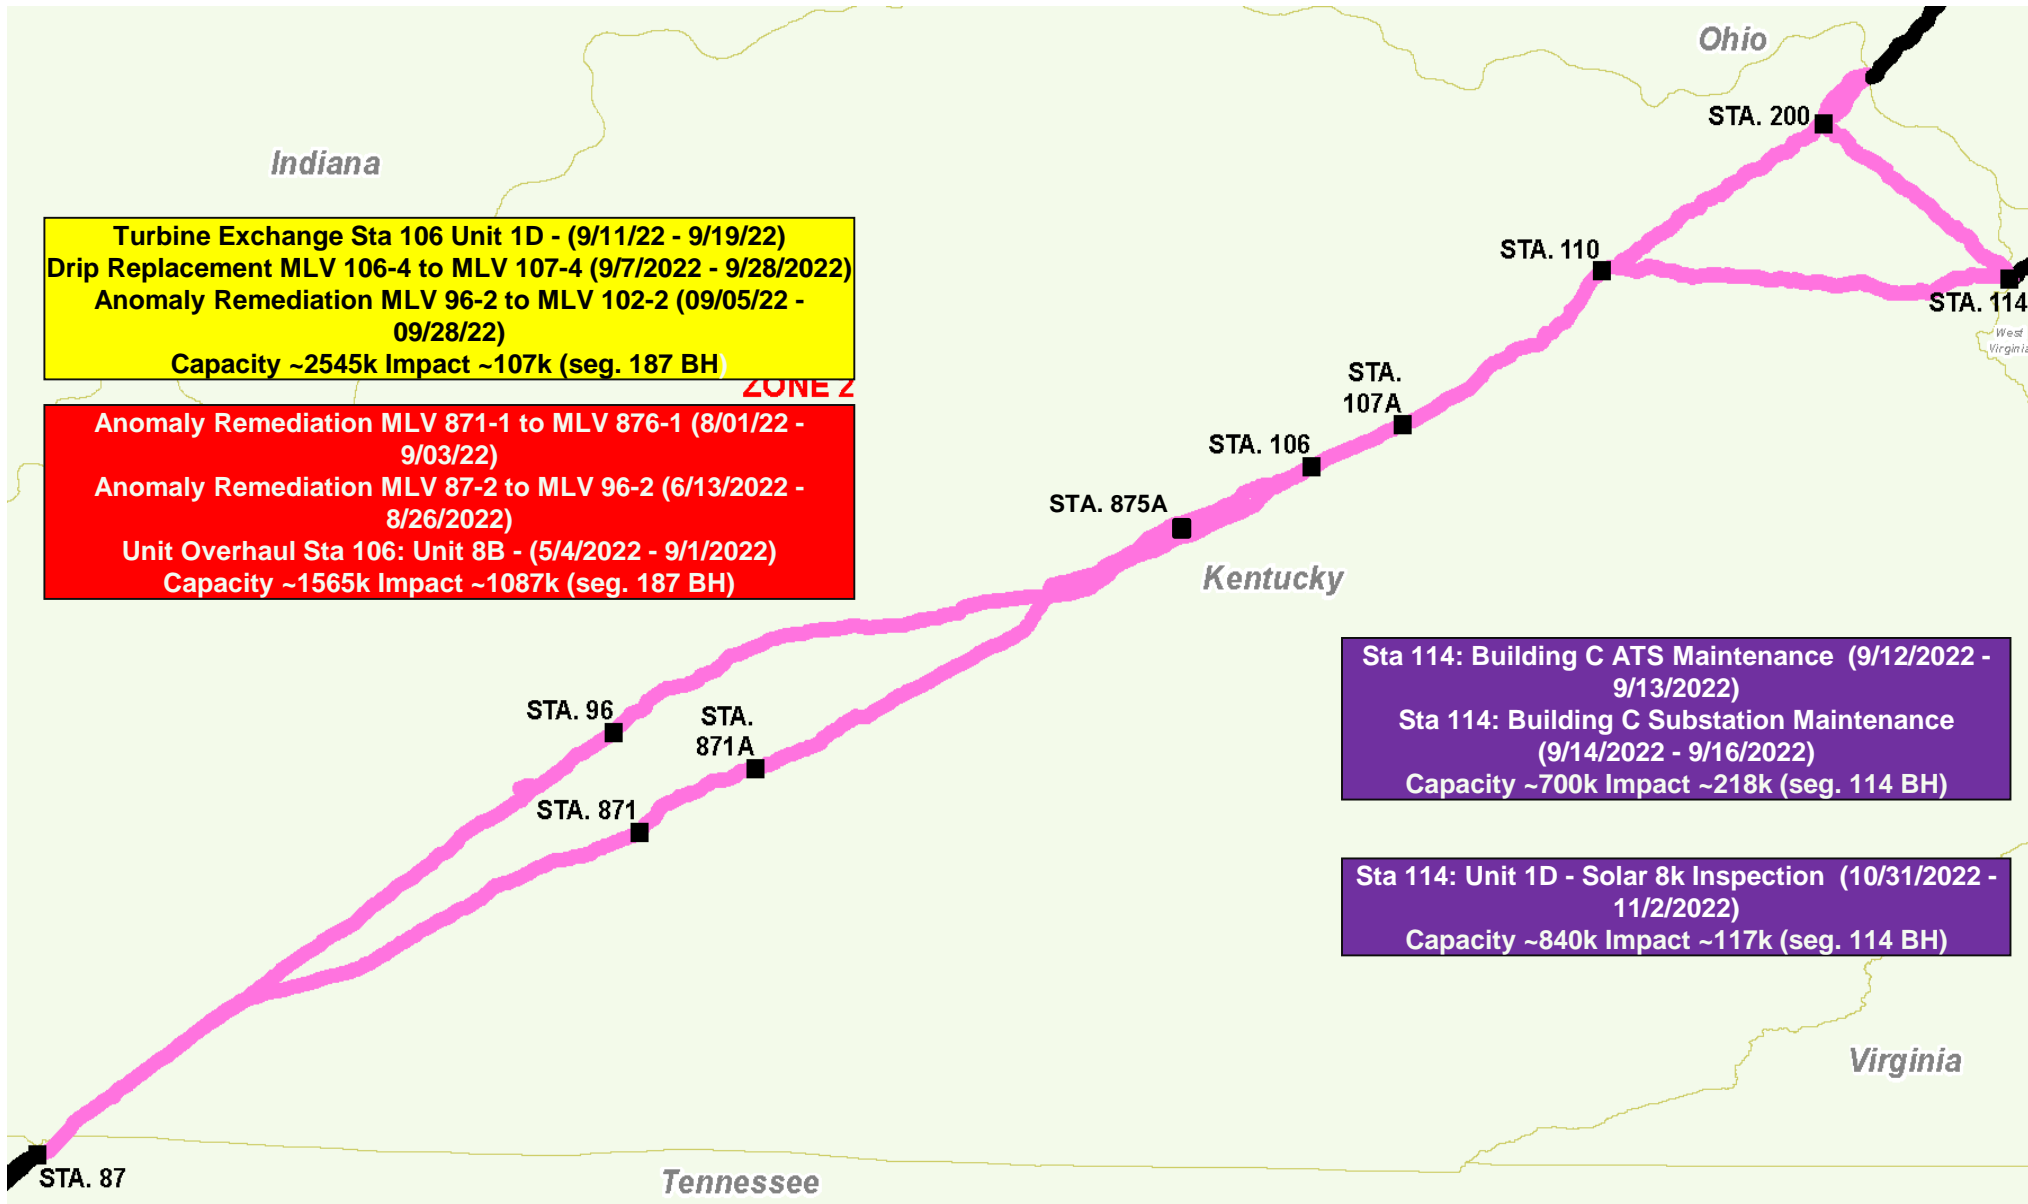 Ohio
STA. 200
Indiana
Turbine Exchange Sta 106 Unit 1D - (9/11/22 - 9/19/22)
Drip Replacement MLV 106-4 to MLV 107-4 (9/7/2022 - 9/28/2022)
Anomaly Remediation MLV 96-2 to MLV 102-2 (09/05/22 -
09/28/22)
Capacity ~2545k Impact ~107k (seg. 187 BH)
STA. 110
STA. 114
West
Virginia
ZONE 2
STA.
107A
Anomaly Remediation MLV 871-1 to MLV 876-1 (8/01/22 -
9/03/22)
Anomaly Remediation MLV 87-2 to MLV 96-2 (6/13/2022 -
8/26/2022)
Unit Overhaul Sta 106: Unit 8B - (5/4/2022 - 9/1/2022)
Capacity ~1565k Impact ~1087k (seg. 187 BH)
STA. 106
STA. 875A
Kentucky
Sta 114: Building C ATS Maintenance (9/12/2022 -
9/13/2022)
Sta 114: Building C Substation Maintenance
(9/14/2022 - 9/16/2022)
Capacity ~700k Impact ~218k (seg. 114 BH)
STA. 96
STA.
871A
STA. 871
Sta 114: Unit 1D - Solar 8k Inspection (10/31/2022 -
11/2/2022)
Capacity ~840k Impact ~117k (seg. 114 BH)
Virginia
STA. 87
Tennessee